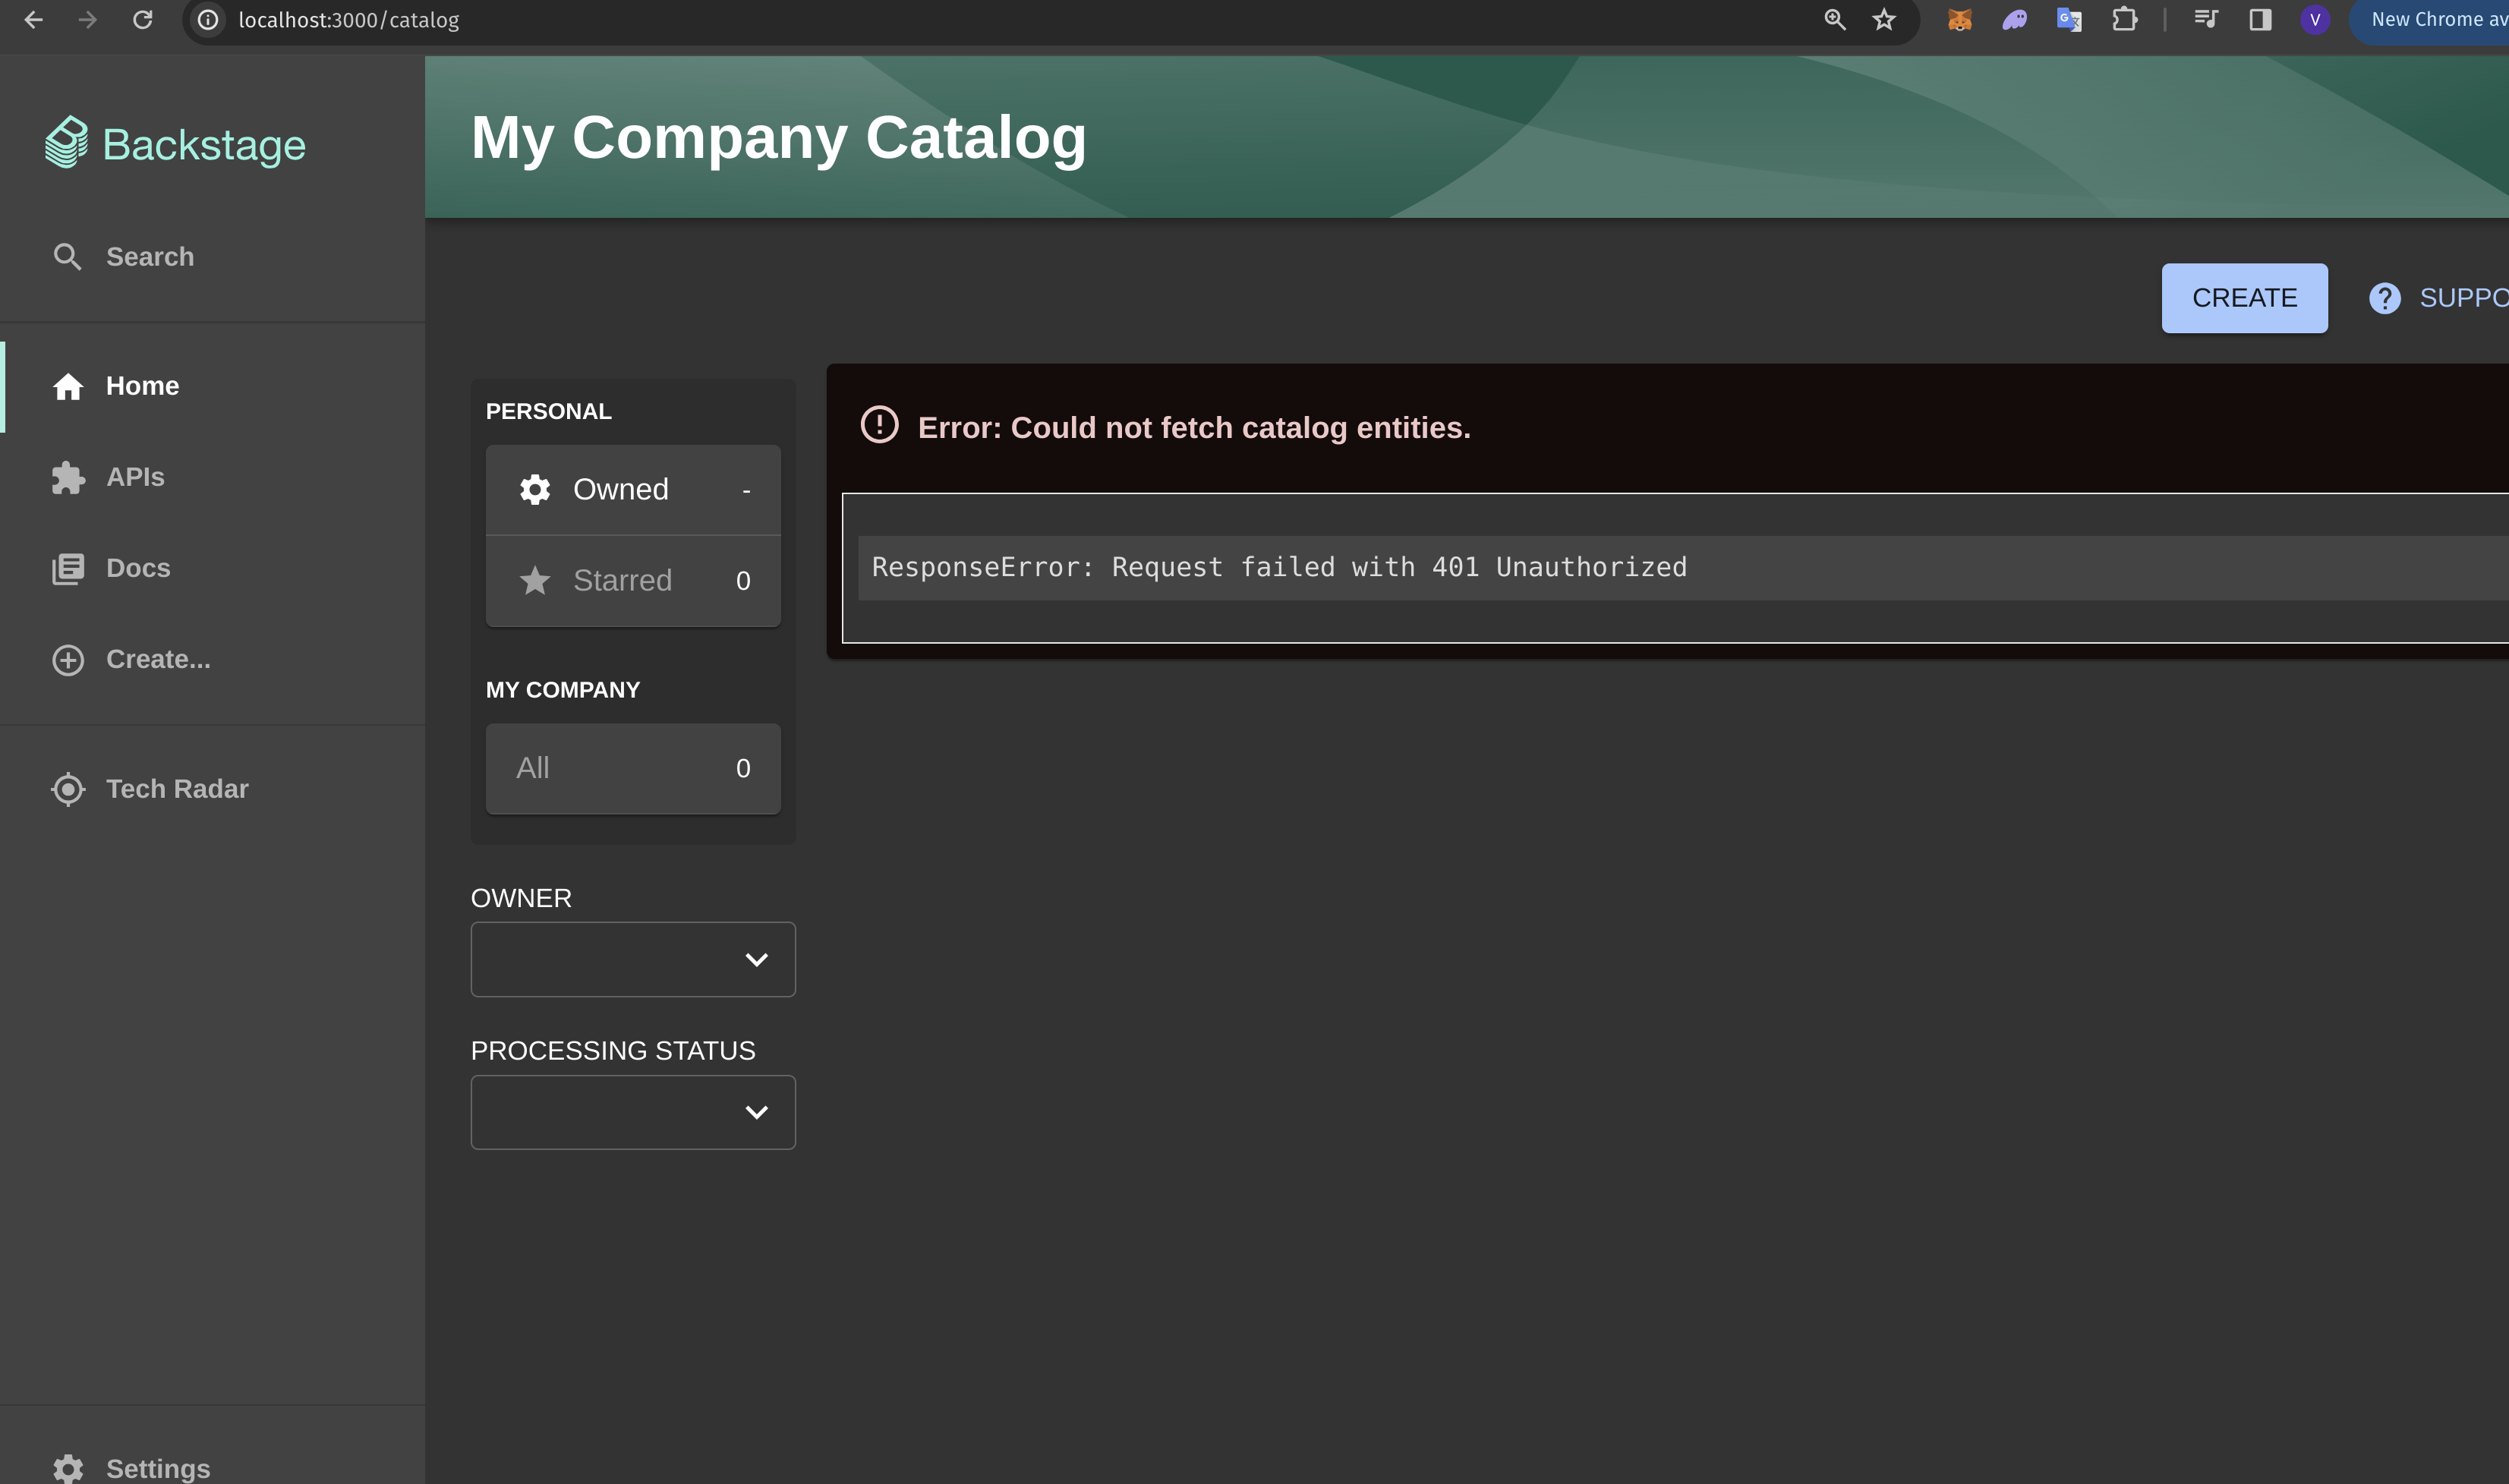 localhost:3000/catalog
V
New Chrome av
Backstage
My Company Catalog
Search
CREATE
SUPPO
Home
PERSONAL
Error: Could not fetch catalog entities.
APIs
Owned -
Docs
ResponseError: Request failed with 401 Unauthorized
Starred 0
Create...
MY COMPANY
All 0
Tech Radar
OWNER
PROCESSING STATUS
Settings